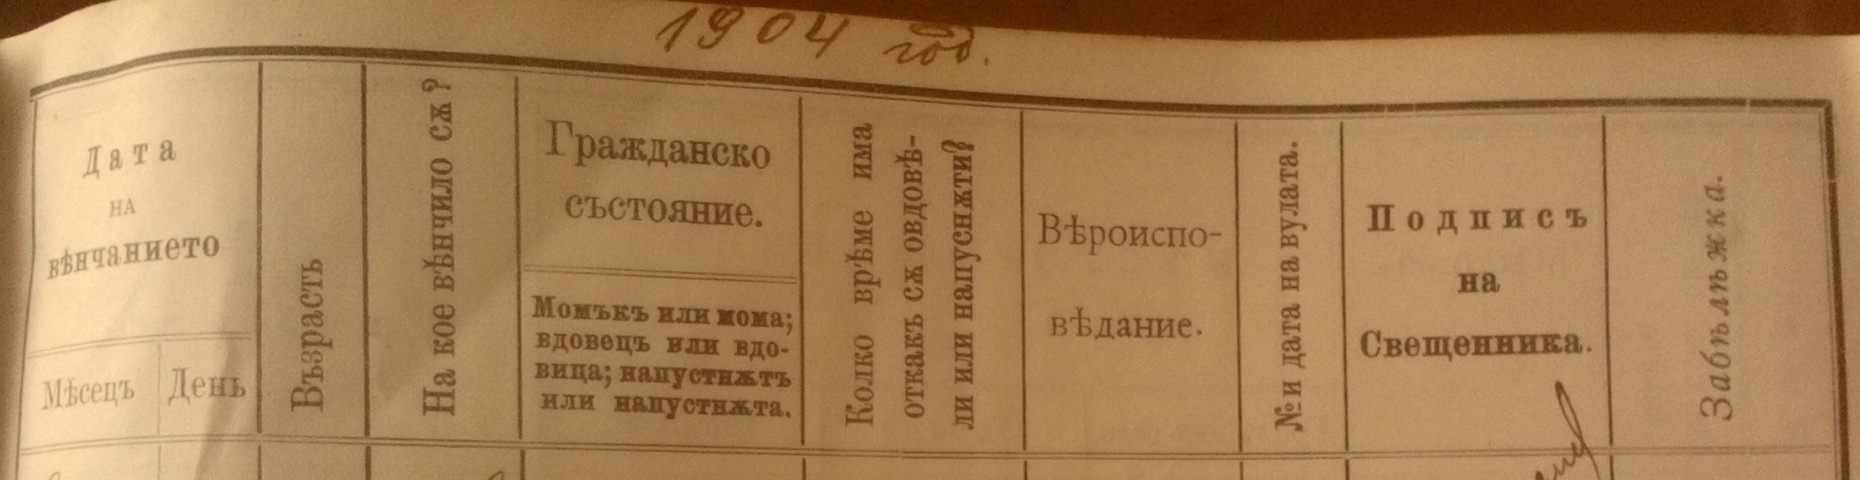 1904 год.
Дата
на
вѣнчанието
Мѣсецъ
День
Възрасть
На кое вѣнчило сѫ?
Гражданско
състояние.
Момъкъ или мома;
вдовецъ или вдо-
вица; напустнѫтъ
или напустнѫта.
Колко врѣме има
откакъ сѫ овдовѣ-
ли или напуснѫти?
Вѣроиспо-
вѣдание.
№ и дата на вулата.
Подписъ
на
Свещенника.
Забѣлѣжка.